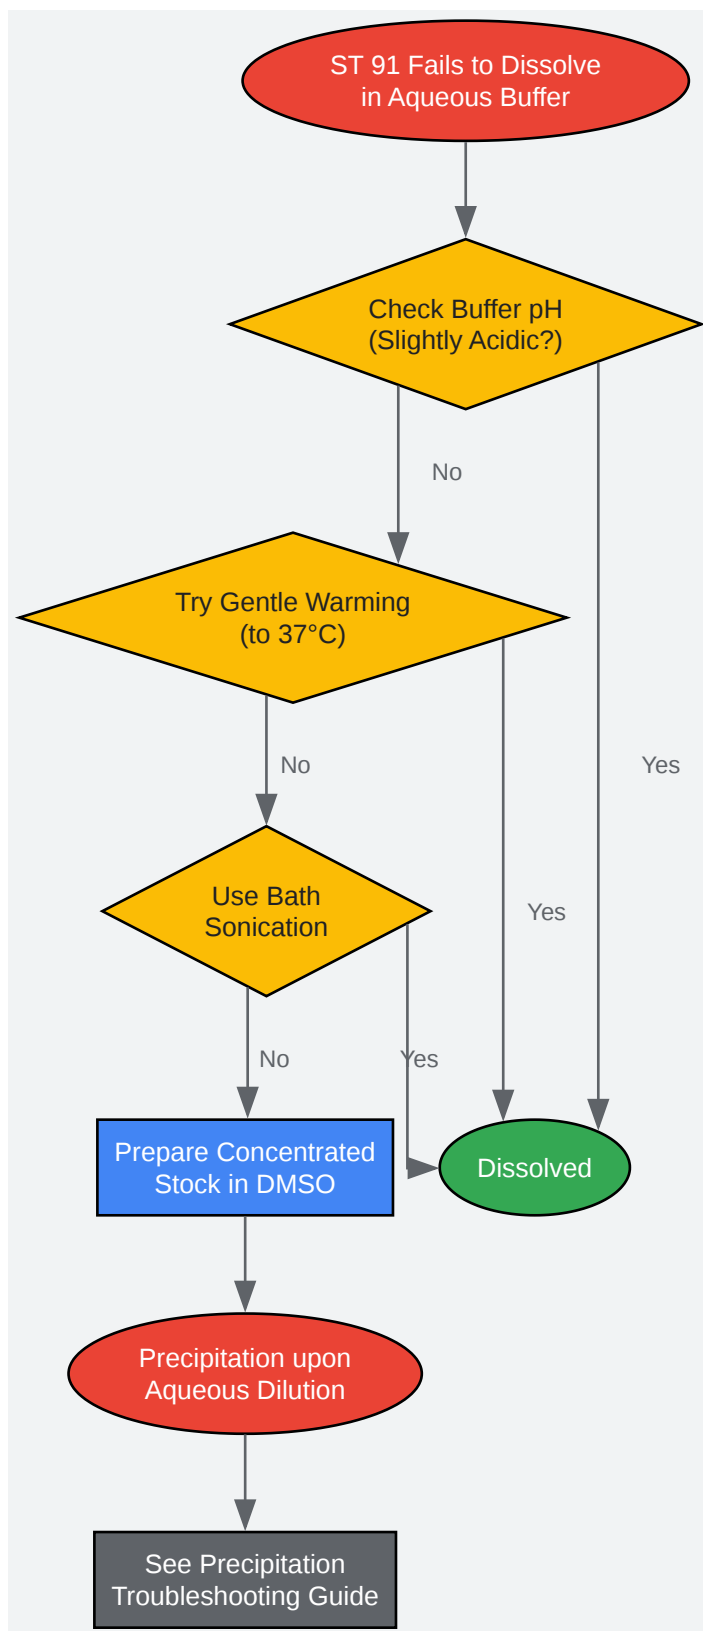 ST 91 Fails to Dissolve
in Aqueous Buffer
Check Buffer pH
(Slightly Acidic?)
No
Try Gentle Warming
(to 37°C)
No
Yes
Use Bath
Sonication
Yes
No
Yes
Prepare Concentrated
Stock in DMSO
Dissolved
Precipitation upon
Aqueous Dilution
See Precipitation
Troubleshooting Guide